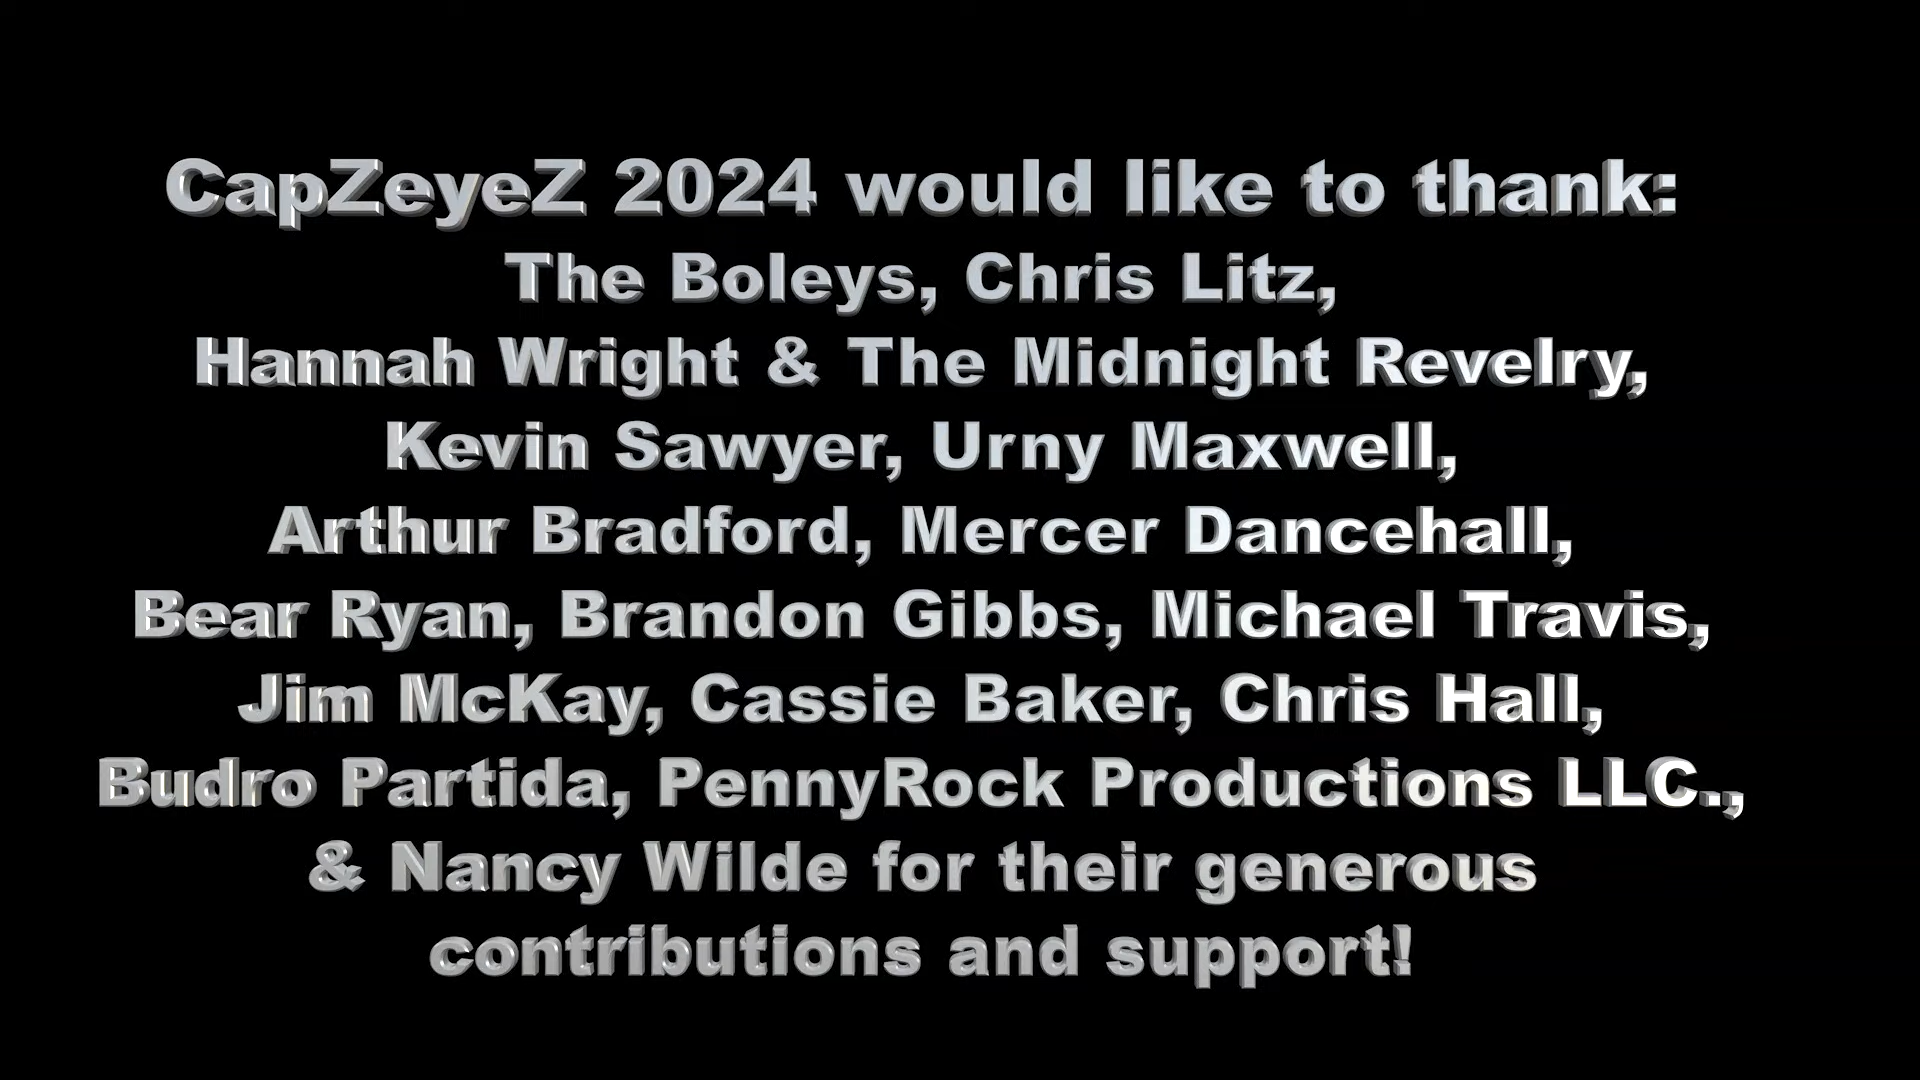 CapZeyeZ 2024 would like to thank:
The Boleys, Chris Litz,
Hannah Wright & The Midnight Revelry,
Kevin Sawyer, Urny Maxwell,
Arthur Bradford, Mercer Dancehall,
Bear Ryan, Brandon Gibbs, Michael Travis,
Jim McKay, Cassie Baker, Chris Hall,
Budro Partida, PennyRock Productions LLC.,
& Nancy Wilde for their generous
contributions and support!